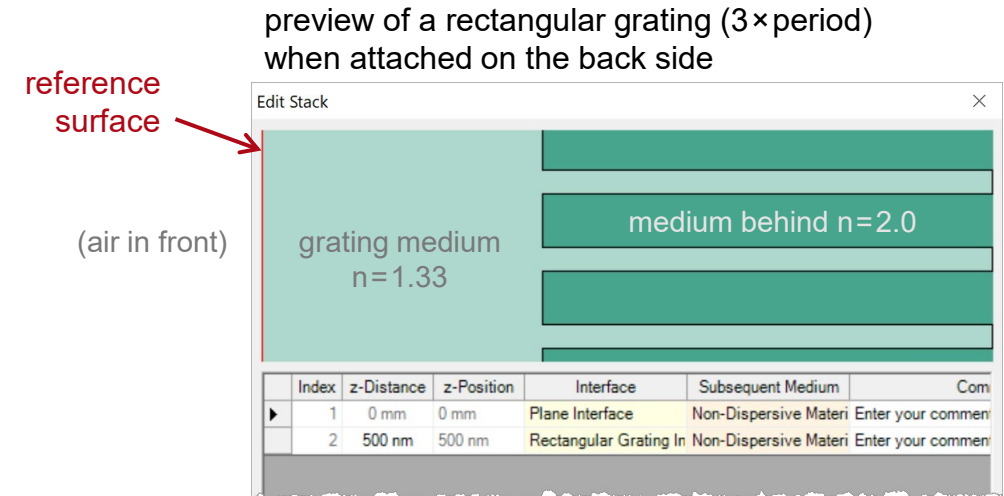 preview of a rectangular grating (3×period)
when attached on the back side
reference
surface
Edit Stack
(air in front)
grating medium
n=1.33
medium behind n=2.0
Index z-Distance z-Position Interface Subsequent Medium Com
1 0 mm 0 mm Plane Interface Non-Dispersive Materi Enter your commen
2 500 nm 500 nm Rectangular Grating In Non-Dispersive Materi Enter your commen